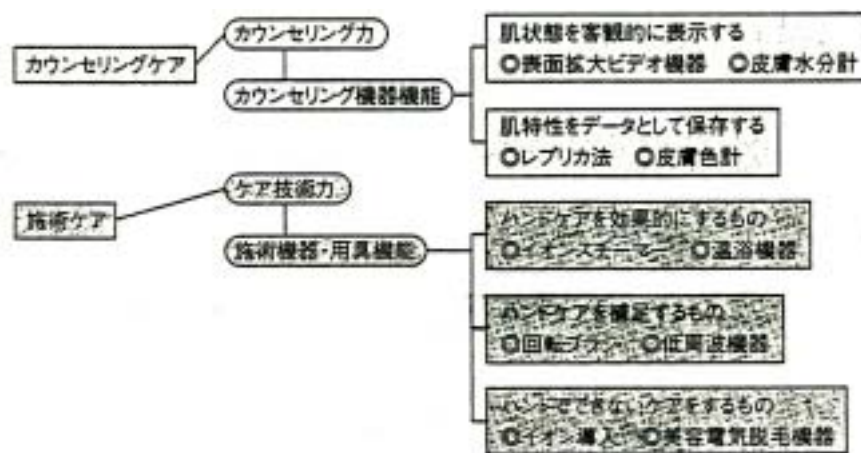 カウンセリングケア
カウンセリング力
カウンセリング機器機能
肌状態を客観的に表示する
◎表面拡大ビデオ機器 ◎皮膚水分計
肌特性をデータとして保存する
◎レプリカ法 ◎皮膚色計
施術ケア
ケア技術力
施術機器・用具機能
ハンドケアを効果的にするもの
◎イオンスチーマー ◎温浴機器
ハンドケアを補足するもの
◎回転ブラシ ◎低周波機器
ハンドでできないケアをするもの
◎イオン導入 ◎美容電気脱毛機器